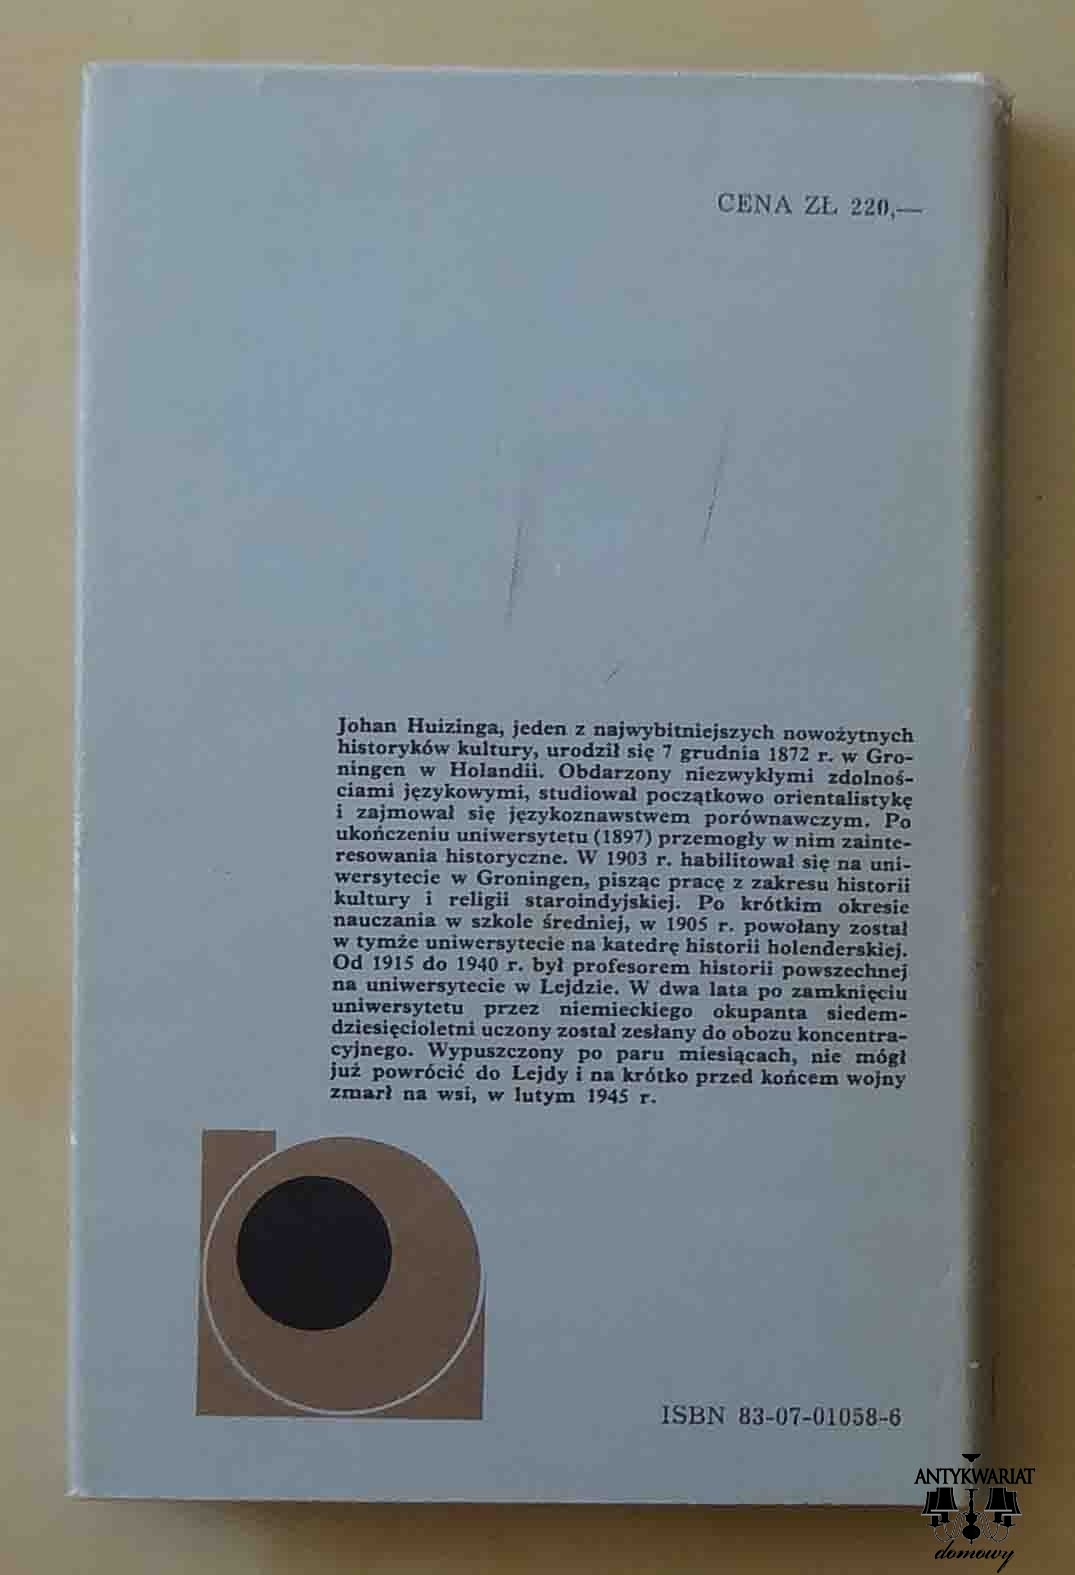 CENA ZŁ 220,—
Johan Huizinga, jeden z najwybitniejszych nowożytnych
historyków kultury, urodził się 7 grudnia 1872 r. w Gro-
ningen w Holandii. Obdarzony niezwykłymi zdolnoś-
ciami językowymi, studiował początkowo orientalistykę
i zajmował się językoznawstwem porównawczym. Po
ukończeniu uniwersytetu (1897) przemogły w nim zainte-
resowania historyczne. W 1903 r. habilitował się na uni-
wersytecie w Groningen, pisząc pracę z zakresu historii
kultury i religii staroindyjskiej. Po krótkim okresie
nauczania w szkole średniej, w 1905 r. powołany został
w tymże uniwersytecie na katedrę historii holenderskiej.
Od 1915 do 1940 r. był profesorem historii powszechnej
na uniwersytecie w Lejdzie. W dwa lata po zamknięciu
uniwersytetu przez niemieckiego okupanta siedem-
dziesięcioletni uczony został zesłany do obozu koncentra-
cyjnego. Wypuszczony po paru miesiącach, nie mógł
już powrócić do Lejdy i na krótko przed końcem wojny
zmarł na wsi, w lutym 1945 r.
ISBN 83-07-01058-6
ANTYKWARIAT
domowy